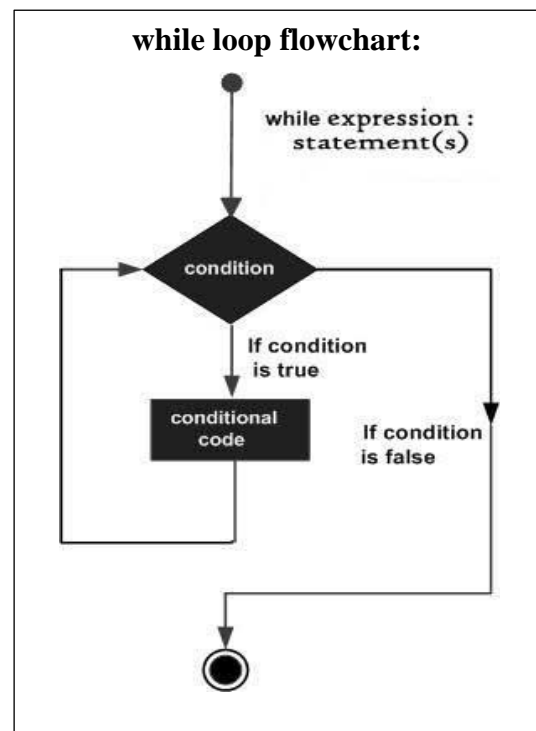 while loop flowchart:
while expression :
statement(s)
condition
If condition
is true
conditional
code
If condition
is false